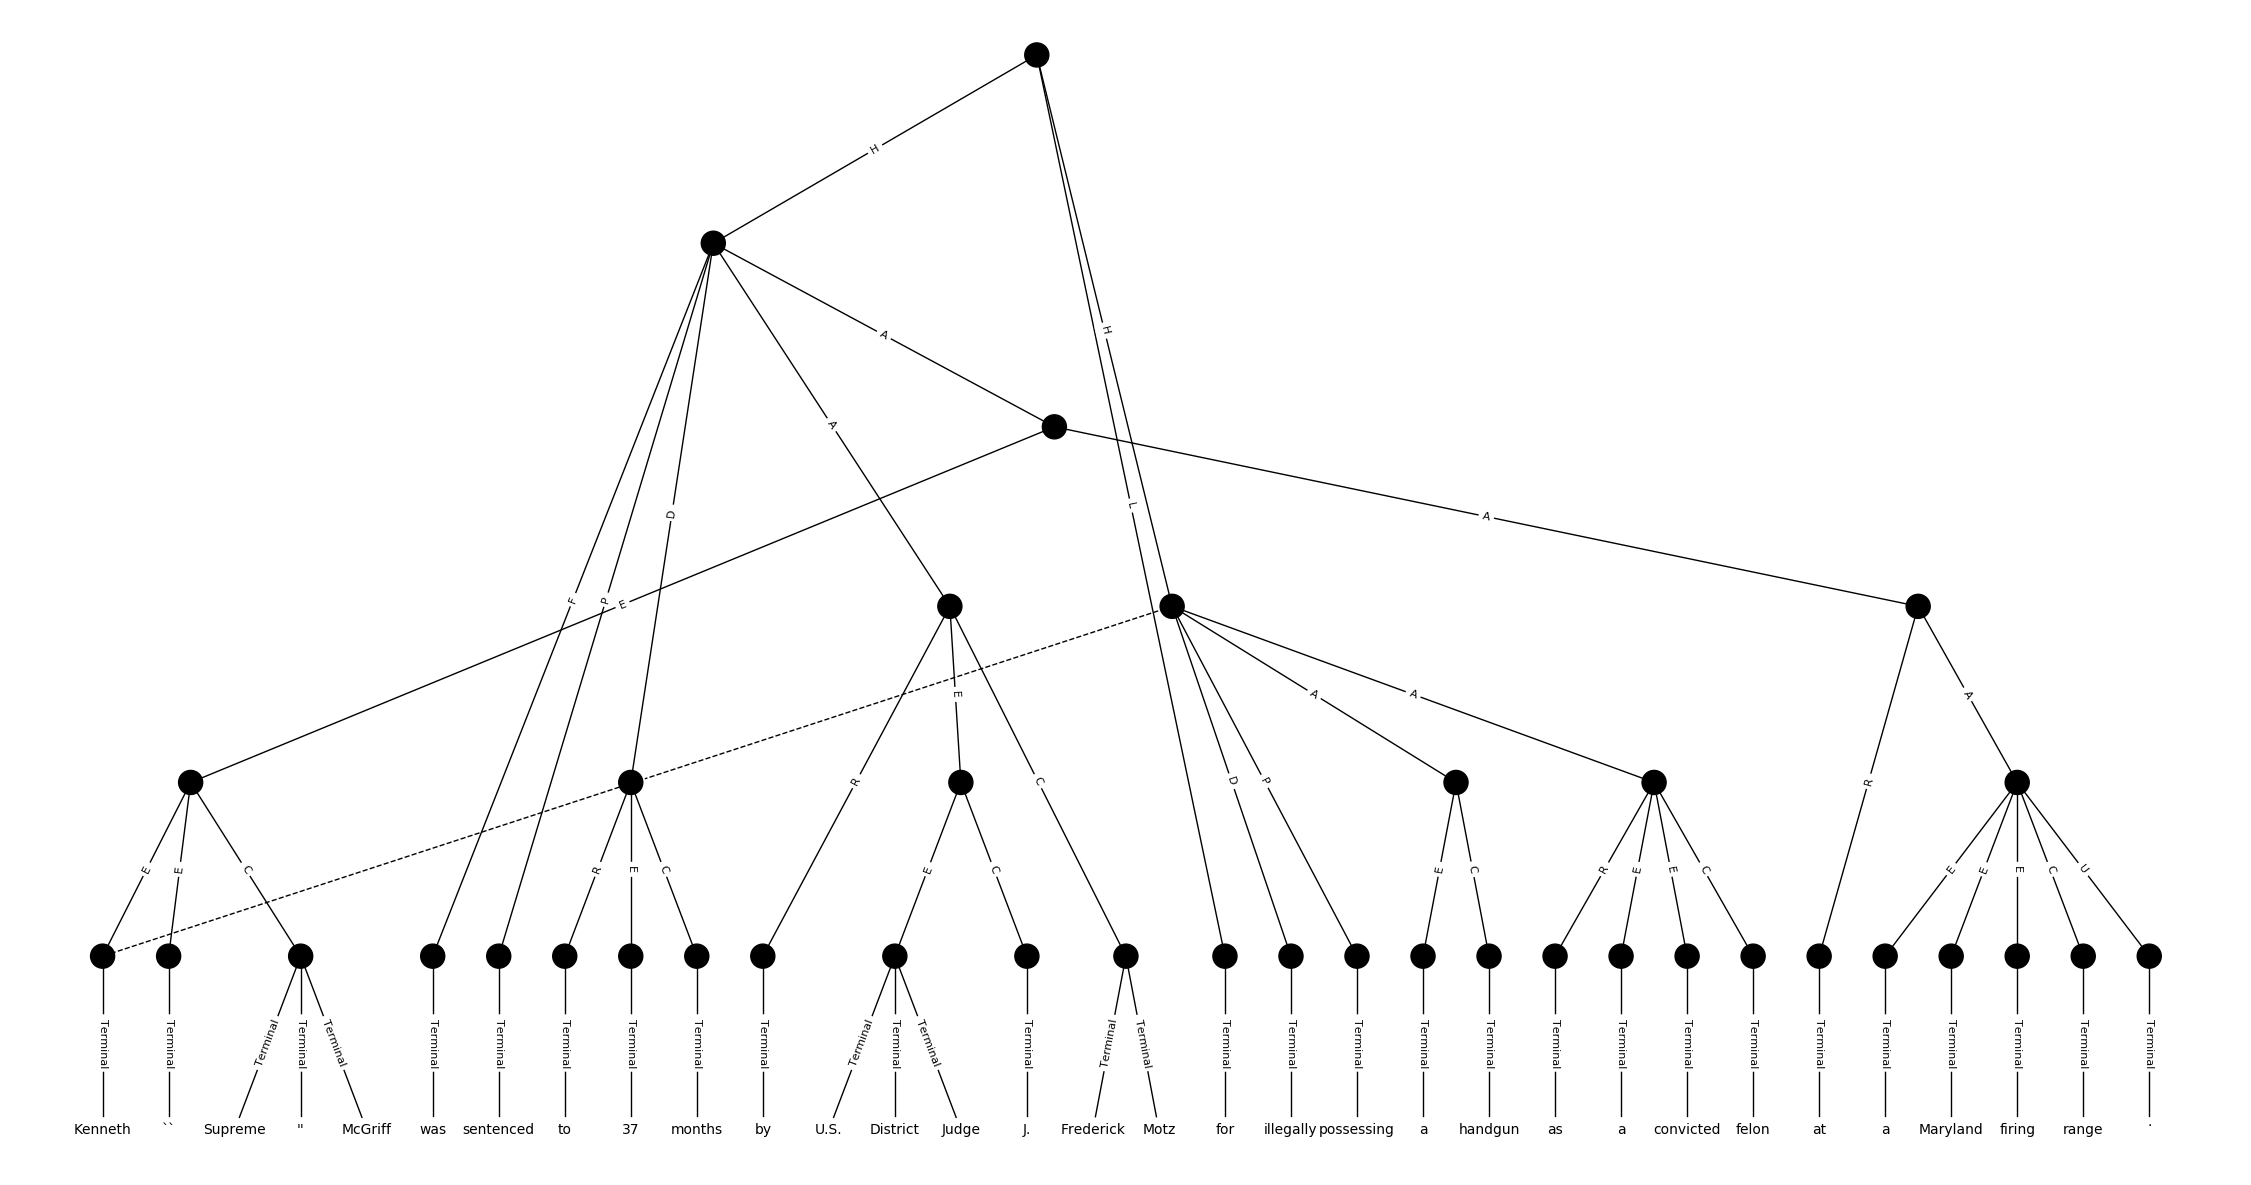 H
A
H
A
L
D
A
F P E
E A A A
R C D P R
E E C R E C E C E C R E E C E E E C U
Terminal Terminal Terminal Terminal Terminal Terminal Terminal Terminal Terminal Terminal Terminal Terminal Terminal Terminal Terminal Terminal Terminal Terminal Terminal Terminal Terminal Terminal Terminal Terminal Terminal Terminal Terminal Terminal Terminal Terminal Terminal Terminal
Kenneth `` Supreme " McGriff was sentenced to 37 months by U.S. District Judge J. Frederick Motz for illegally possessing a handgun as a convicted felon at a Maryland firing range .